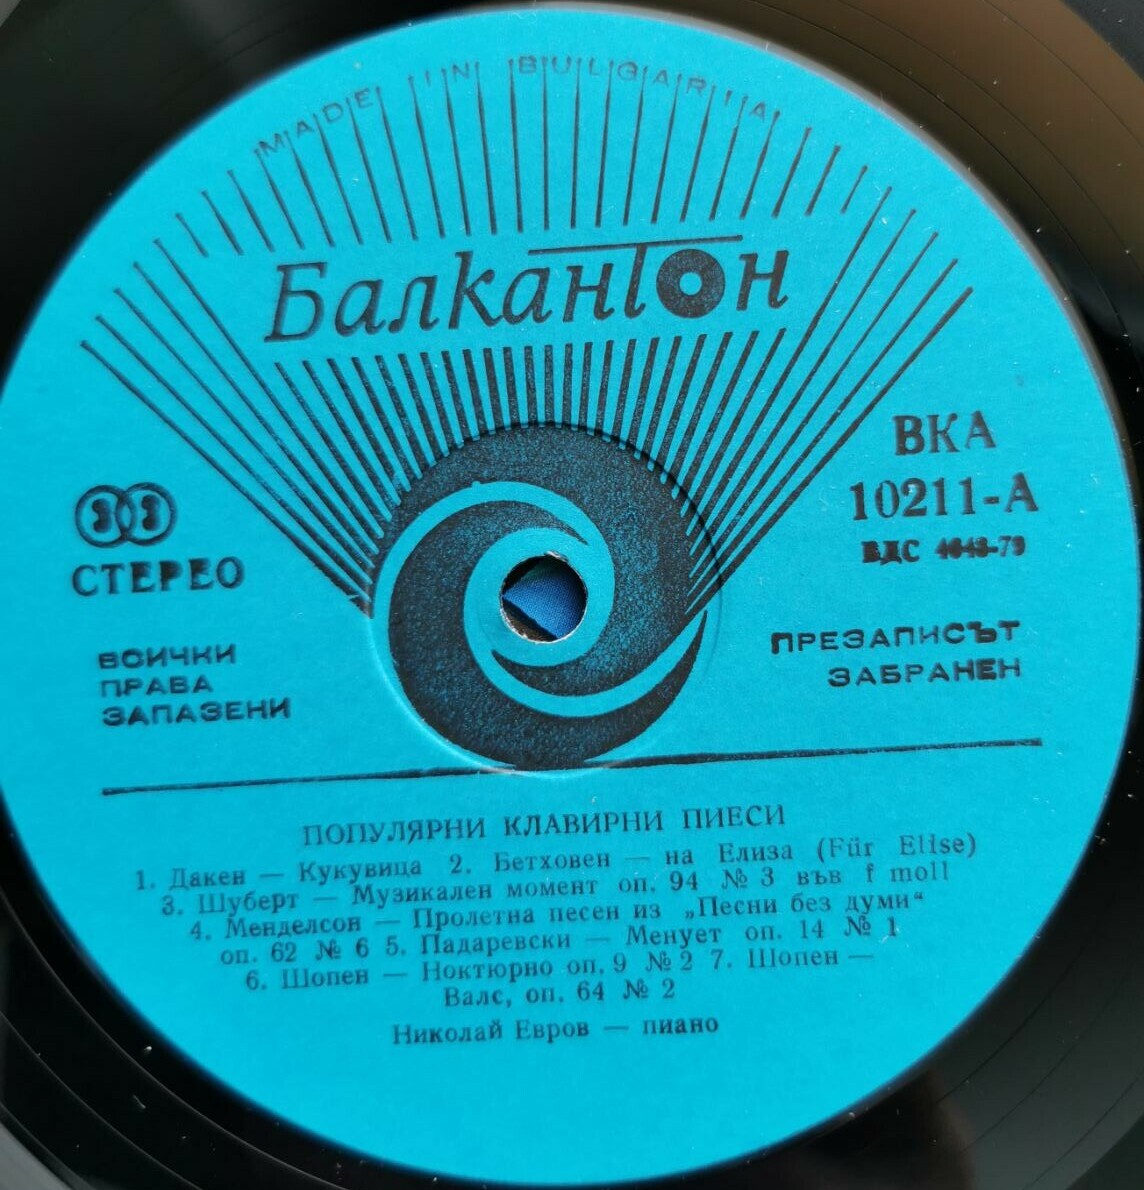 MADE IN BULGARIA
Балкантон
ВКА
10211-А
33
СТЕРЕО
ВСИЧКИ
ПРАВА
ЗАПАЗЕНИ
ПРЕЗАПИСЪТ
ЗАБРАНЕН
ПОПУЛЯРНИ КЛАВИРНИ ПИЕСИ
1. Дакен — Кукувица 2. Бетховен — на Елиза (Für Elise)
3. Шуберт — Музикален момент оп. 94 № 3 във f moll
4. Менделсон — Пролетна песен из „Песни без думи“
оп. 62 № 6 5. Падаревски — Менует оп. 14 № 1
6. Шопен — Ноктюрно оп. 9 № 2 7. Шопен —
Валс, оп. 64 № 2
Николай Евров — пиано